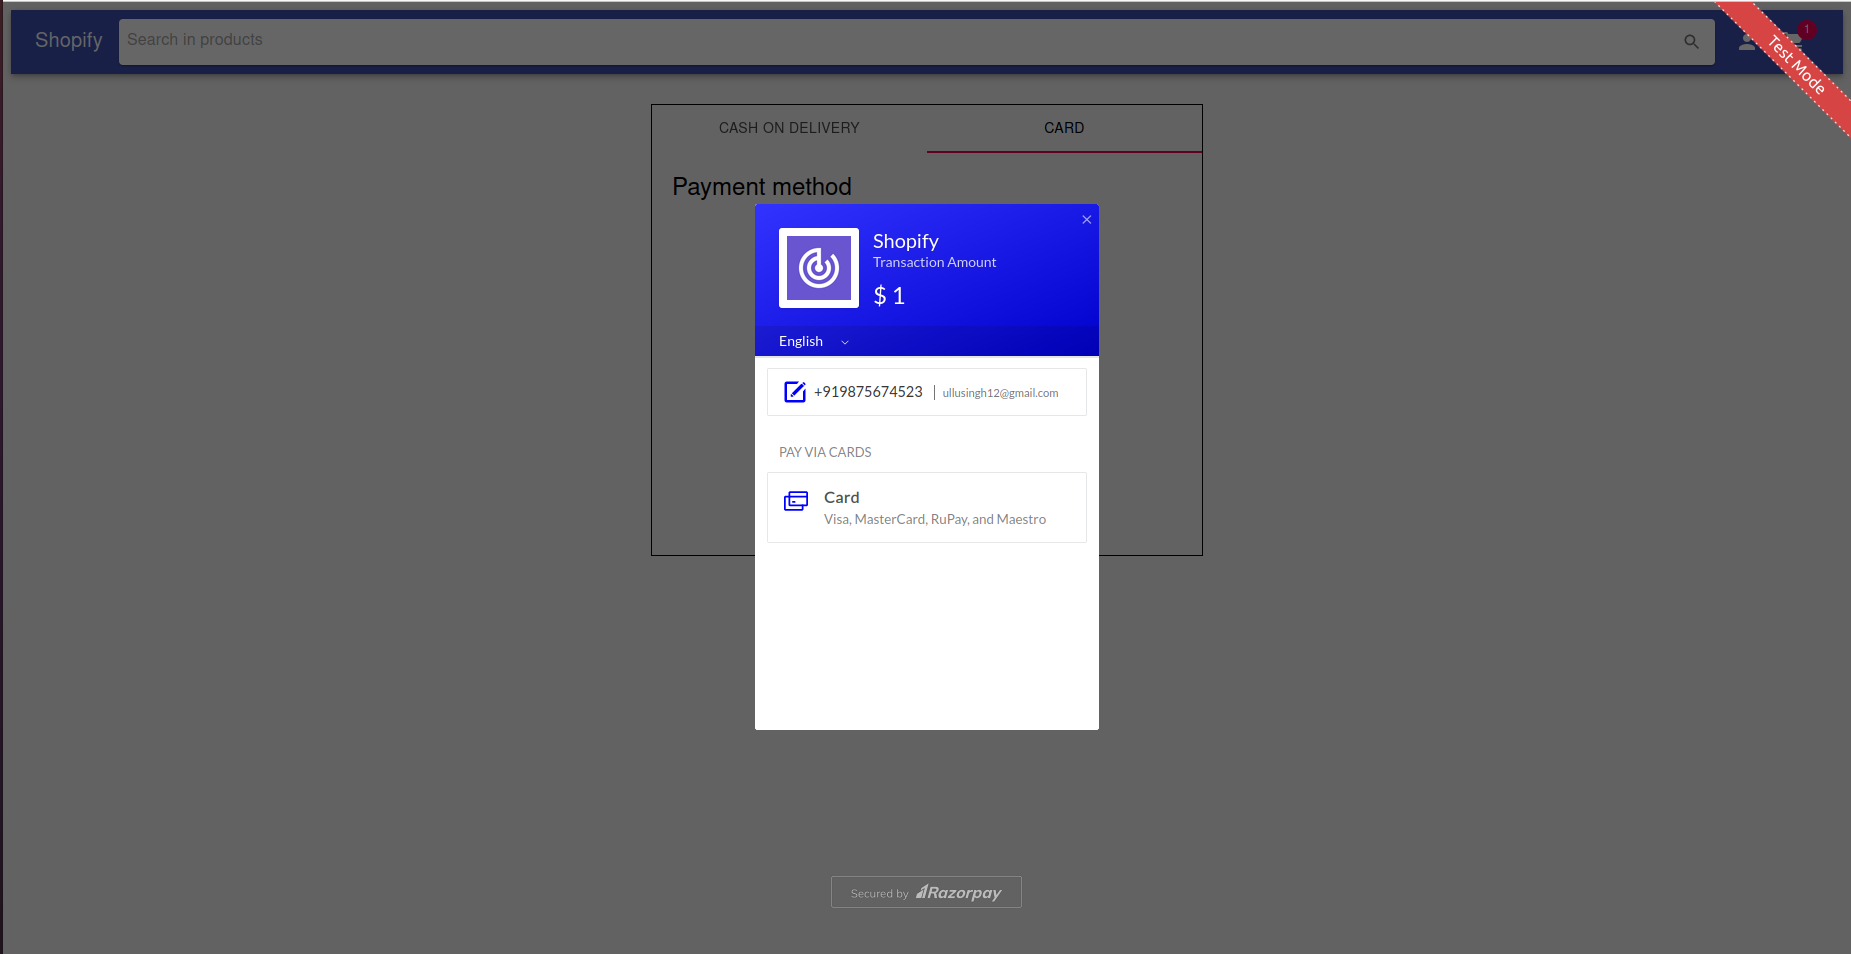 Shopify
Search in products
1
Test Mode
CASH ON DELIVERY
CARD
Payment method
Shopify
Transaction Amount
$ 1
English
+919875674523 | ullusingh12@gmail.com
PAY VIA CARDS
Card
Visa, MasterCard, RuPay, and Maestro
Secured by Razorpay